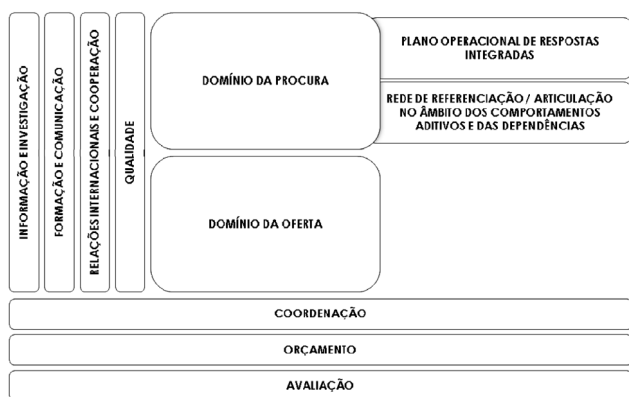 INFORMAÇÃO E INVESTIGAÇÃO
FORMAÇÃO E COMUNICAÇÃO
RELAÇÕES INTERNACIONAIS E COOPERAÇÃO
QUALIDADE
DOMÍNIO DA PROCURA
PLANO OPERACIONAL DE RESPOSTAS
INTEGRADAS
REDE DE REFERENCIAÇÃO / ARTICULAÇÃO
NO ÂMBITO DOS COMPORTAMENTOS
ADITIVOS E DAS DEPENDÊNCIAS
DOMÍNIO DA OFERTA
COORDENAÇÃO
ORÇAMENTO
AVALIAÇÃO